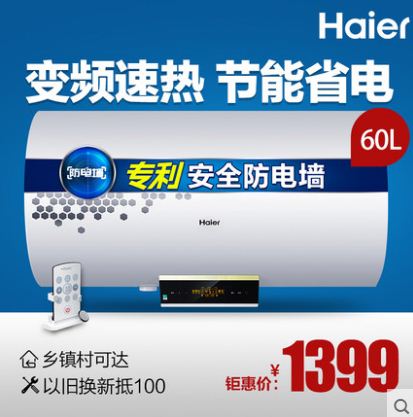 Haier
变频速热 节能省电
60L
防电墙
专利 安全防电墙
Haier
Haier
乡镇村可达
以旧换新抵100
钜惠价：¥1399